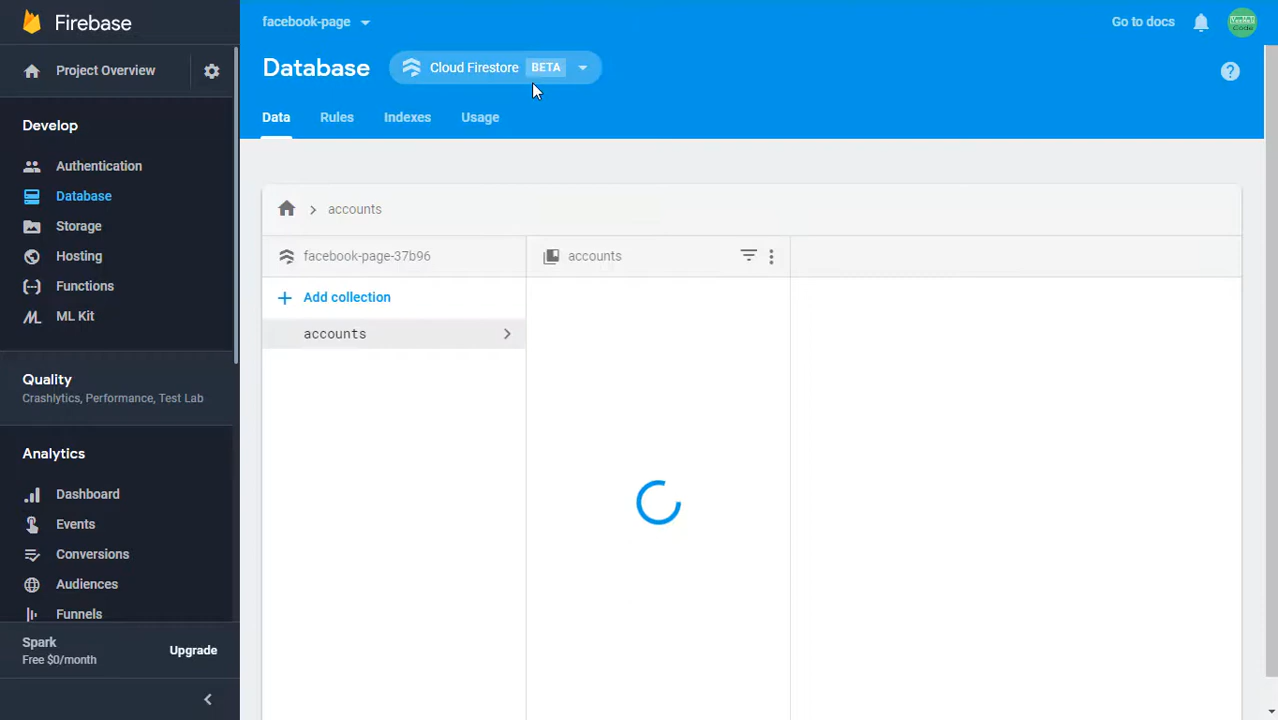 Firebase
facebook-page
Go to docs
Project Overview
Database
Cloud Firestore BETA
Data
Rules
Indexes
Usage
Develop
Authentication
Database
Storage
Hosting
Functions
ML Kit
Quality
Crashlytics, Performance, Test Lab
Analytics
Dashboard
Events
Conversions
Audiences
Funnels
Spark
Free $0/month
Upgrade
accounts
facebook-page-37b96
accounts
Add collection
accounts